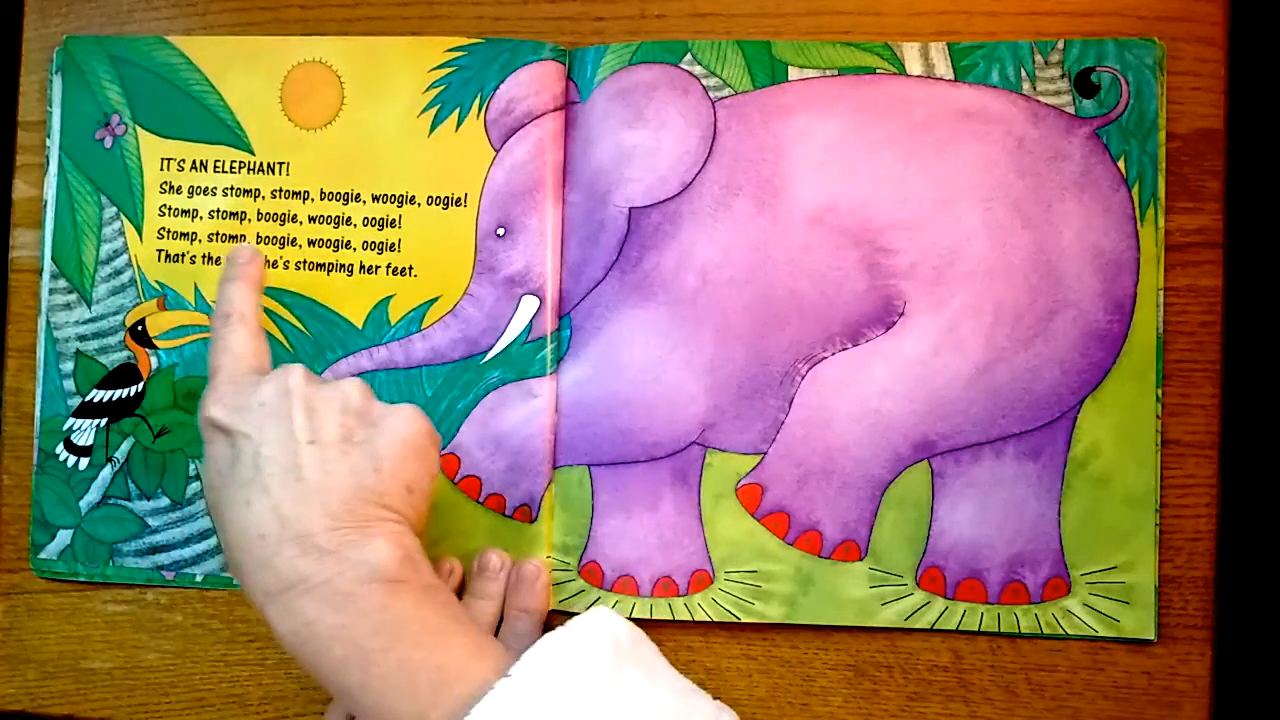 IT'S AN ELEPHANT!
She goes stomp, stomp, boogie, woogie, oogie!
Stomp, stomp, boogie, woogie, oogie!
Stomp, stomp, boogie, woogie, oogie!
That's the he's stomping her feet.